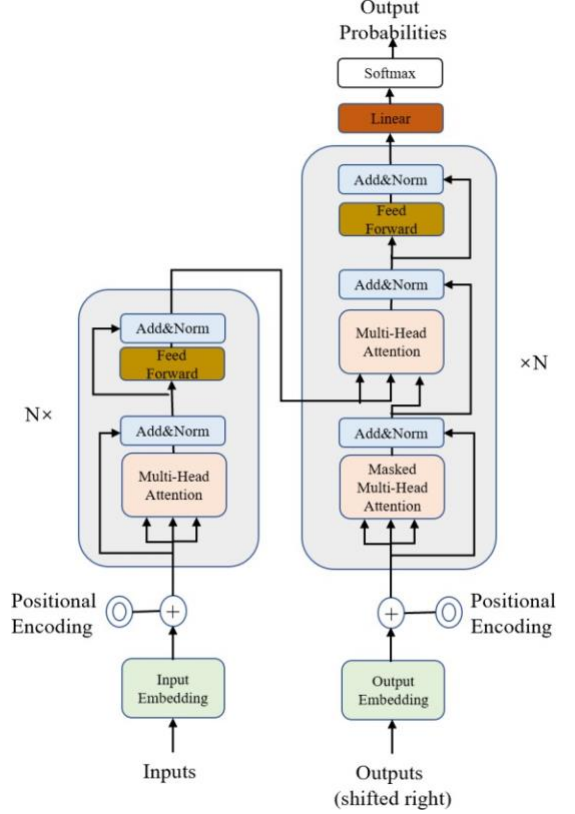 Output
Probabilities
Softmax
Linear
Add&Norm
Feed
Forward
Add&Norm
Multi-Head
Attention
×N
Add&Norm
Masked
Multi-Head
Attention
Add&Norm
Feed
Forward
N×
Add&Norm
Multi-Head
Attention
Positional
Encoding
+
+
Positional
Encoding
Input
Embedding
Output
Embedding
Inputs
Outputs
(shifted right)